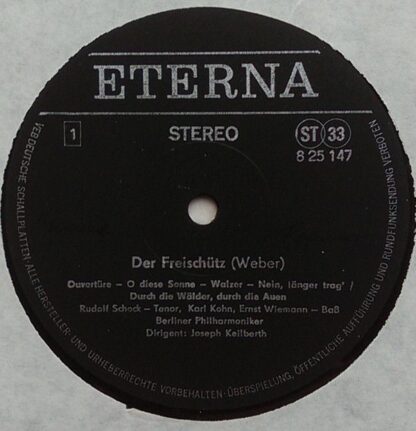 ETERNA
1
STEREO
ST 33
8 25 147
Der Freischütz (Weber)
Ouvertüre – O diese Sonne – Walzer – Nein, länger trag' /
Durch die Wälder, durch die Auen
Rudolf Schock – Tenor, Karl Kohn, Ernst Wiemann – Baß
Berliner Philharmoniker
Dirigent: Joseph Keilberth
VEB DEUTSCHE SCHALLPLATTEN ALLE HERSTELLER- UND URHEBERRECHTE VORBEHALTEN - ÜBERSPIELUNG, ÖFFENTLICHE AUFFÜHRUNG UND RUNDFUNKSENDUNG VERBOTEN